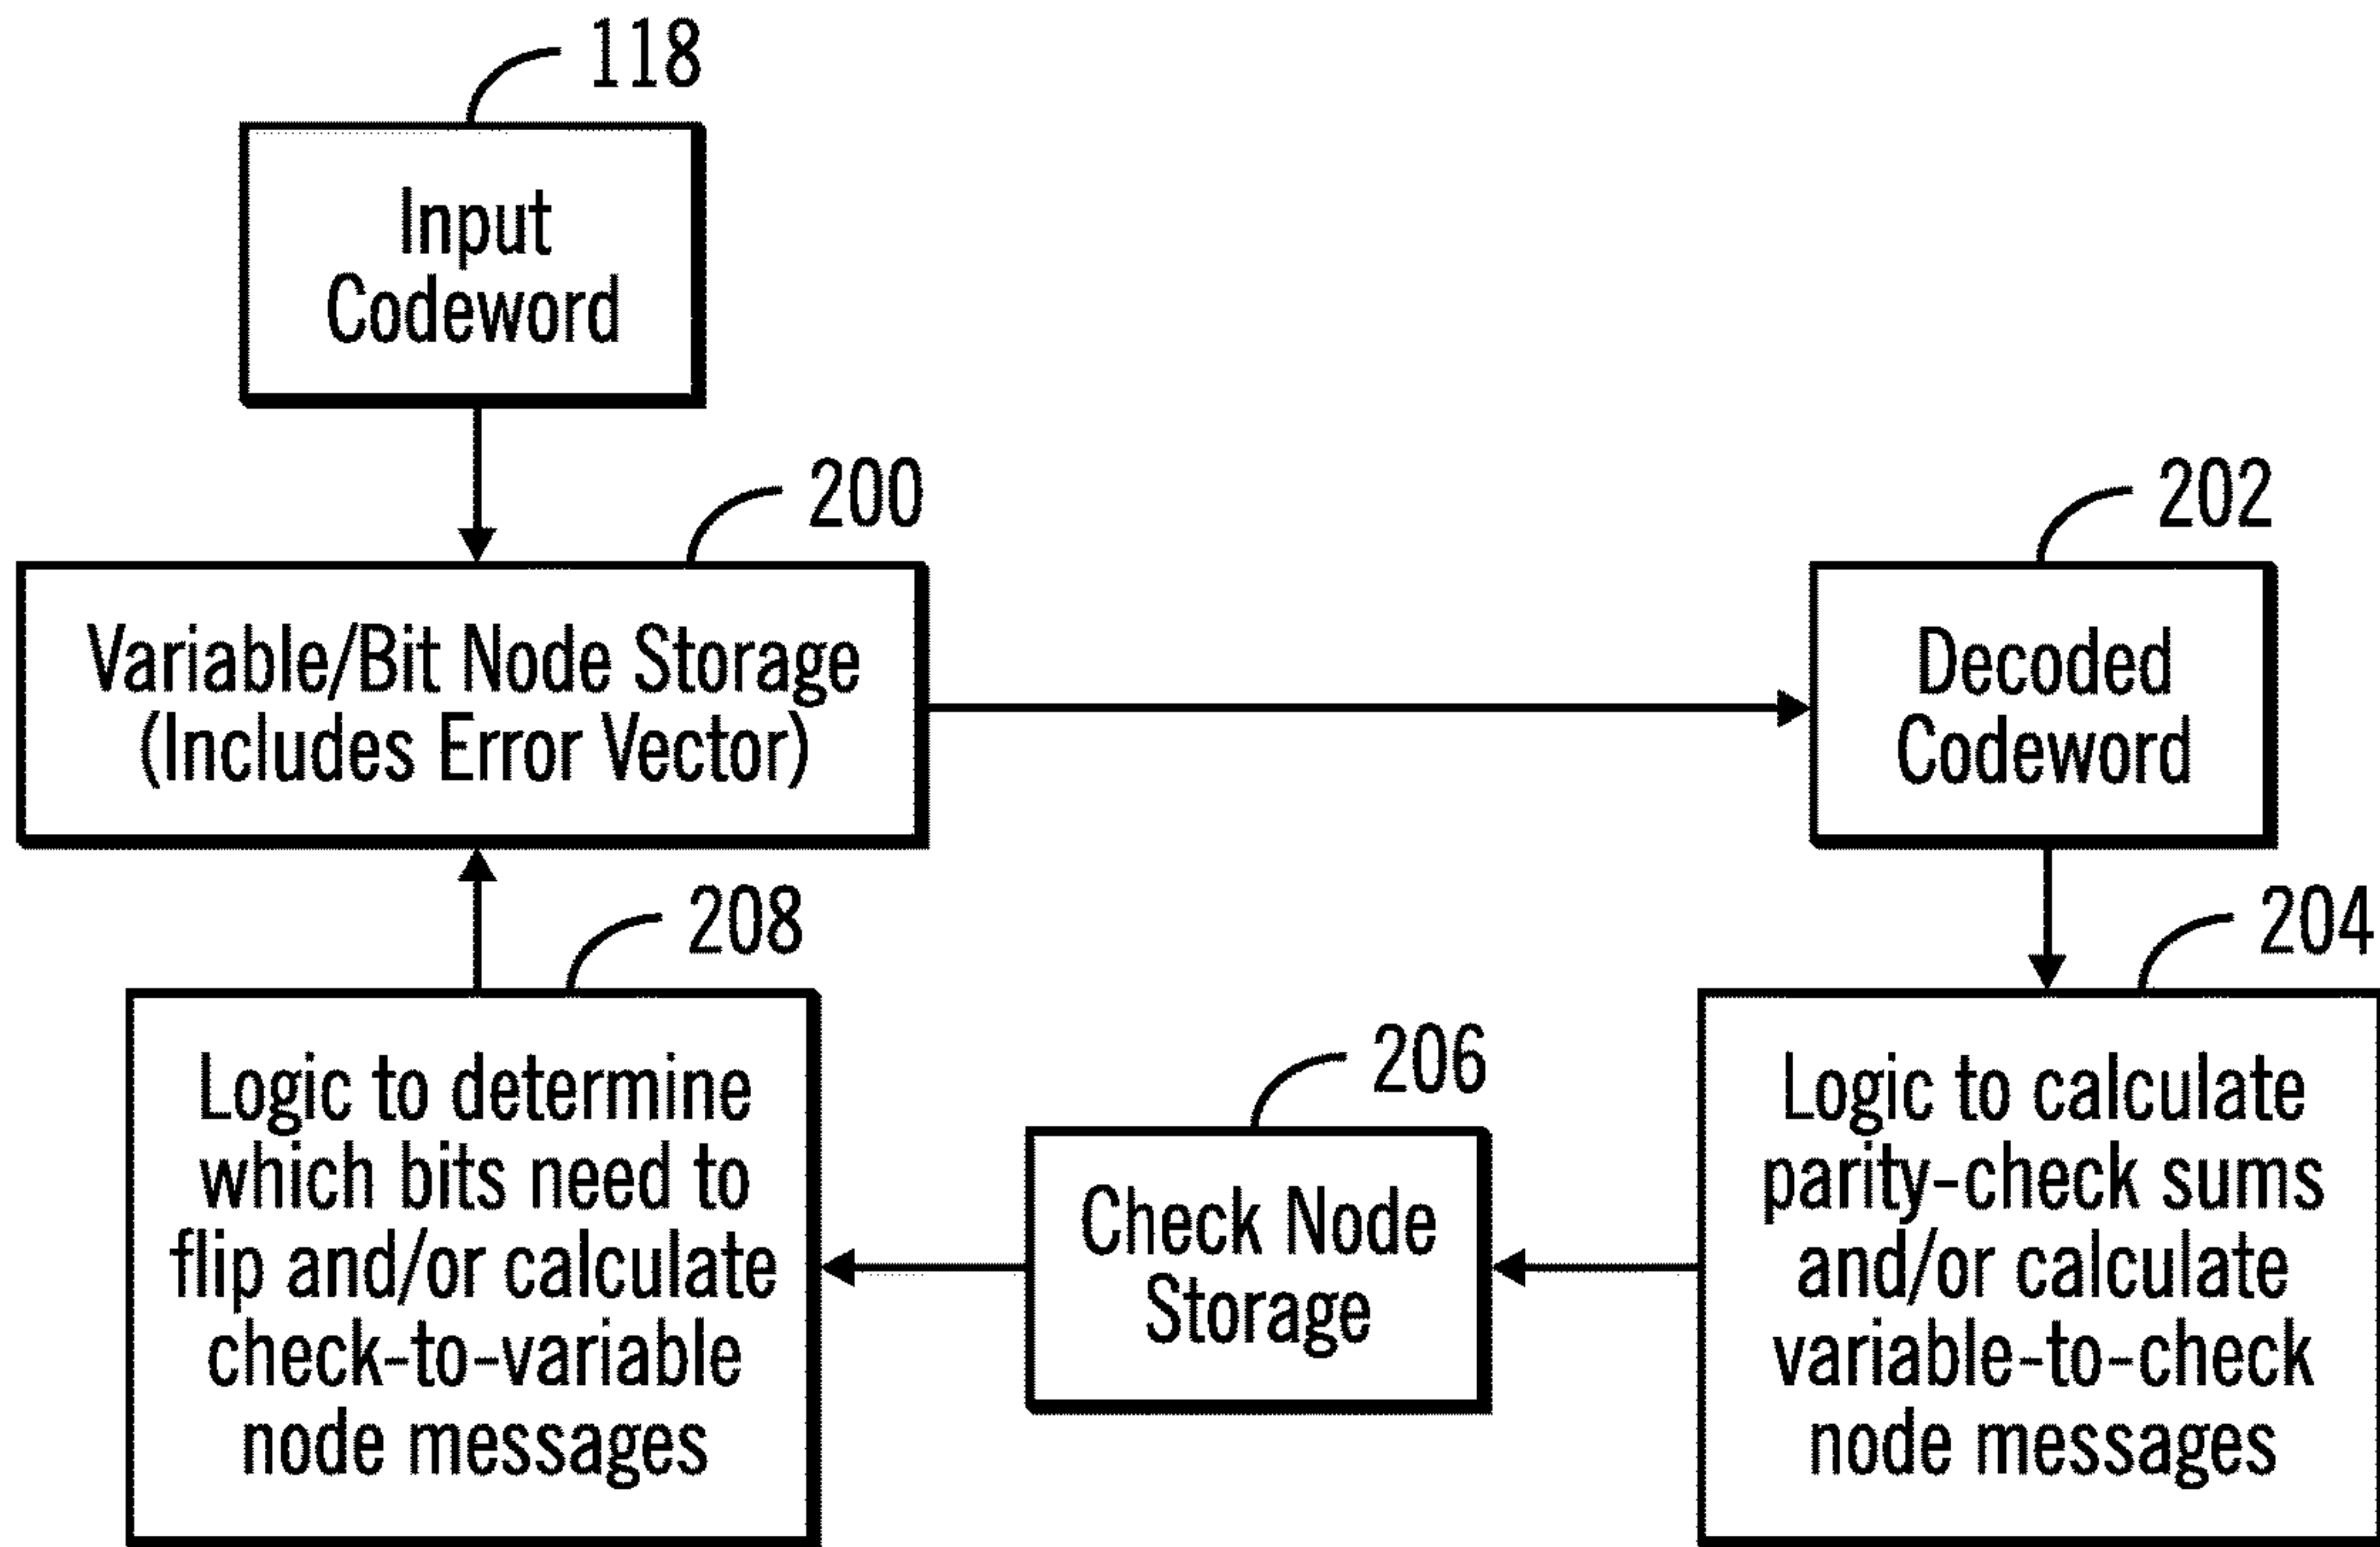 118
Input
Codeword
200
Variable/Bit Node Storage
(Includes Error Vector)
202
Decoded
Codeword
208
Logic to determine
which bits need to
flip and/or calculate
check-to-variable
node messages
206
Check Node
Storage
204
Logic to calculate
parity-check sums
and/or calculate
variable-to-check
node messages